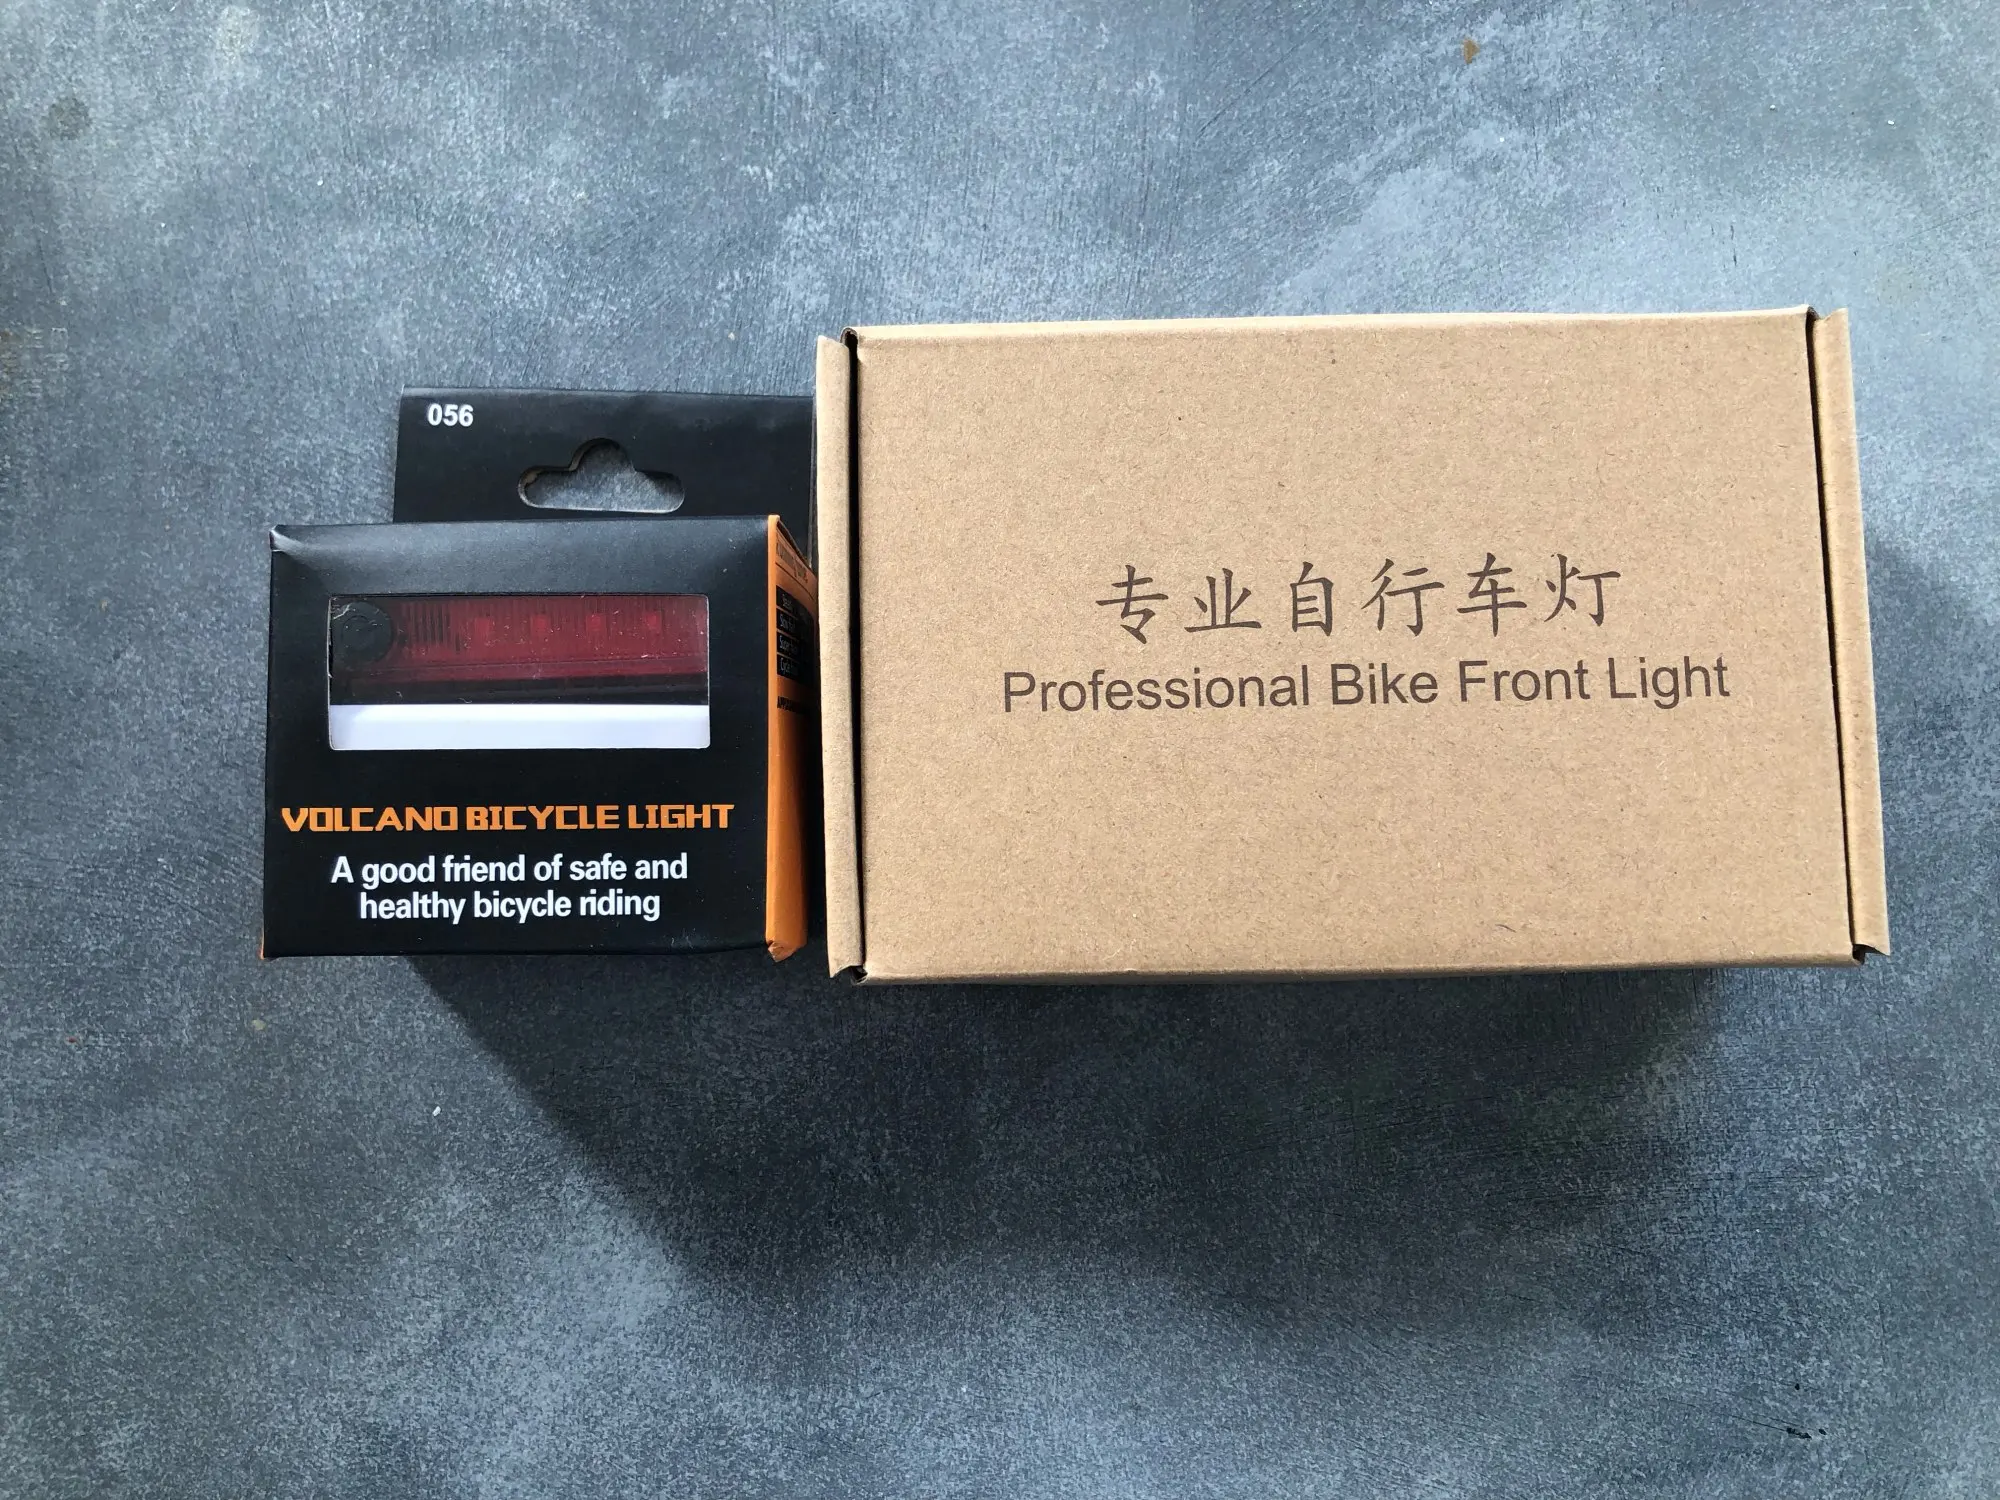 056
VOLCANO BICYCLE LIGHT
A good friend of safe and
healthy bicycle riding
专业自行车灯
Professional Bike Front Light